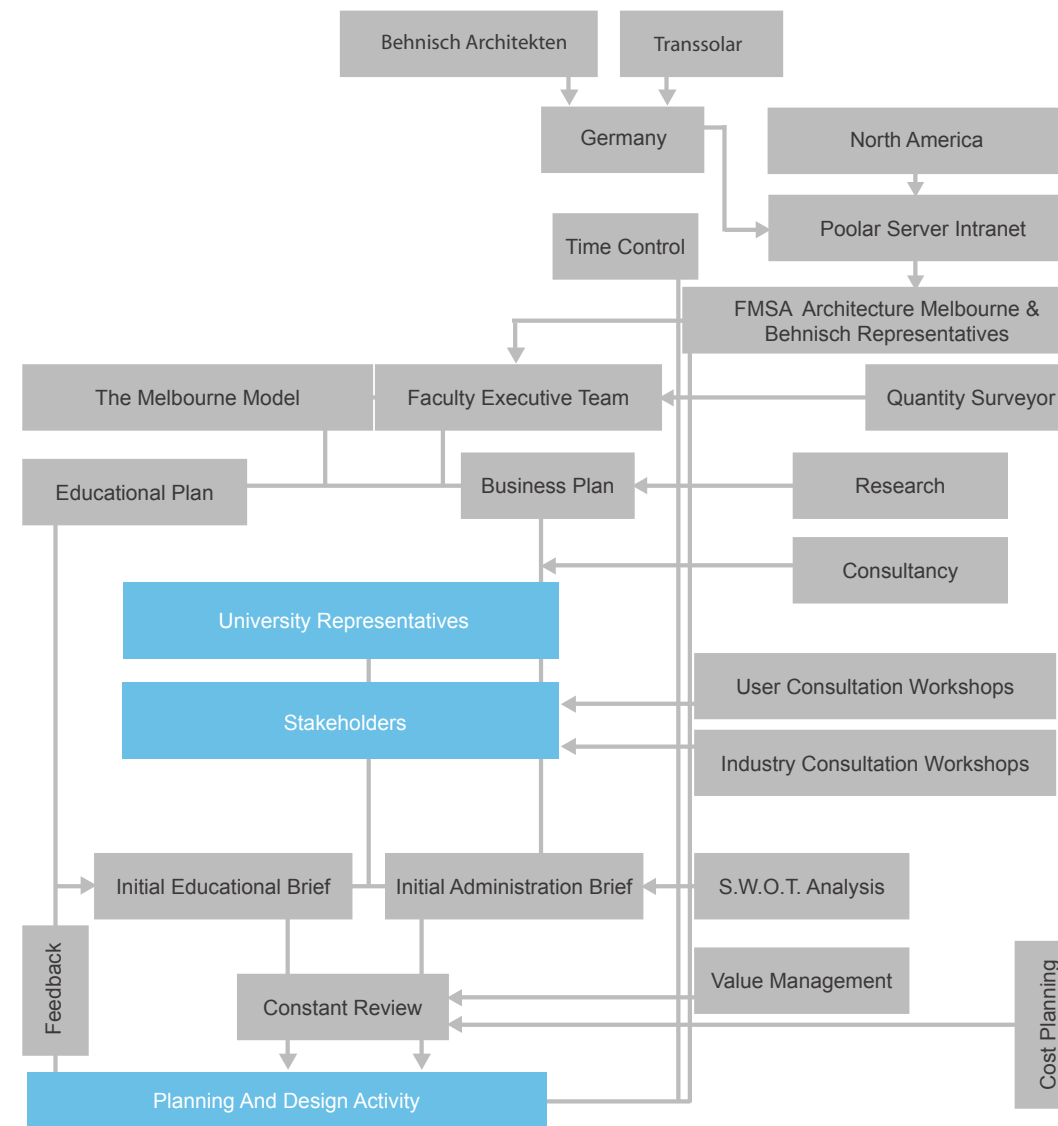 Behnisch Architekten
Transsolar
Germany
North America
Time Control
Poolar Server Intranet
FMSA Architecture Melbourne &
Behnisch Representatives
The Melbourne Model
Faculty Executive Team
Quantity Surveyor
Educational Plan
Business Plan
Research
Consultancy
University Representatives
Stakeholders
User Consultation Workshops
Industry Consultation Workshops
Initial Educational Brief
Initial Administration Brief
S.W.O.T. Analysis
Feedback
Constant Review
Value Management
Cost Planning
Planning And Design Activity